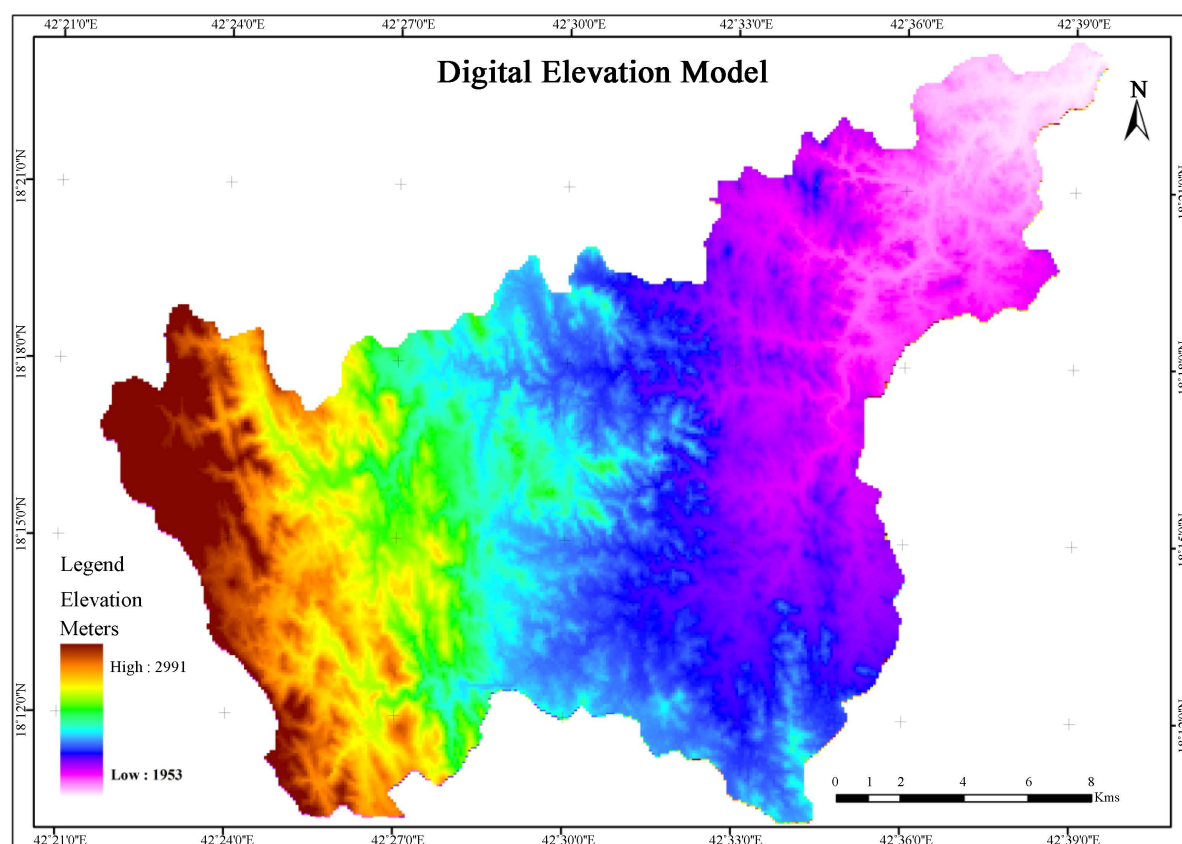 42°21'0"E 42°24'0"E 42°27'0"E 42°30'0"E 42°33'0"E 42°36'0"E 42°39'0"E
Digital Elevation Model
N
18°21'0"N
18°18'0"N
18°15'0"N
18°12'0"N
Legend
Elevation
Meters
High : 2991
Low : 1953
0 1 2 4 6 8
Kms
42°21'0"E 42°24'0"E 42°27'0"E 42°30'0"E 42°33'0"E 42°36'0"E 42°39'0"E